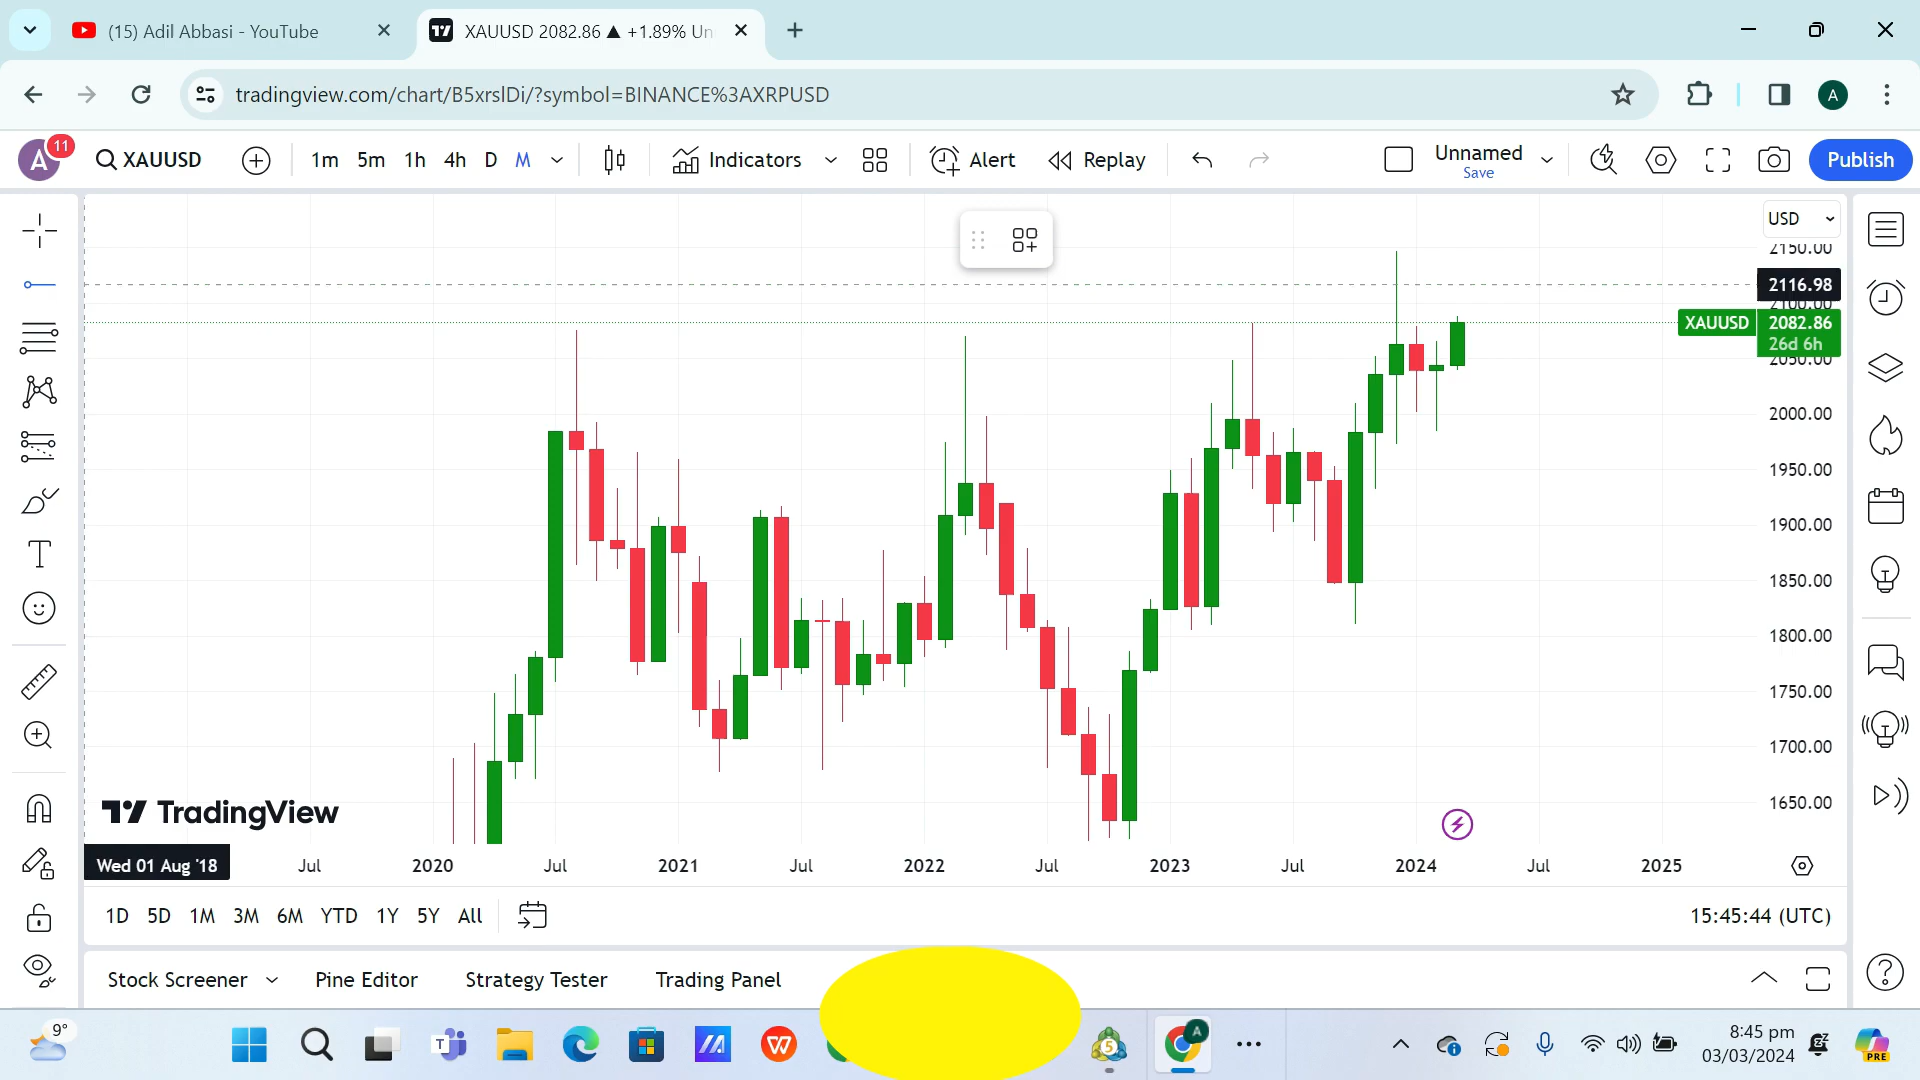 (15) Adil Abbasi - YouTube
XAUUSD 2082.86 ▲ +1.89% Un
tradingview.com/chart/B5xrslDi/?symbol=BINANCE%3AXRPUSD
A
A
11
XAUUSD
1m 5m 1h 4h D M
Indicators
Alert
Replay
Unnamed
Save
Publish
USD
2150.00
2116.98
2100.00
XAUUSD 2082.86
26d 6h
2050.00
2000.00
1950.00
1900.00
1850.00
1800.00
1750.00
1700.00
1650.00
TradingView
Wed 01 Aug '18
Jul 2020 Jul 2021 Jul 2022 Jul 2023 Jul 2024 Jul 2025
1D 5D 1M 3M 6M YTD 1Y 5Y All
15:45:44 (UTC)
Stock Screener Pine Editor Strategy Tester Trading Panel
9°
T
W
5
A
8:45 pm
03/03/2024
PRE